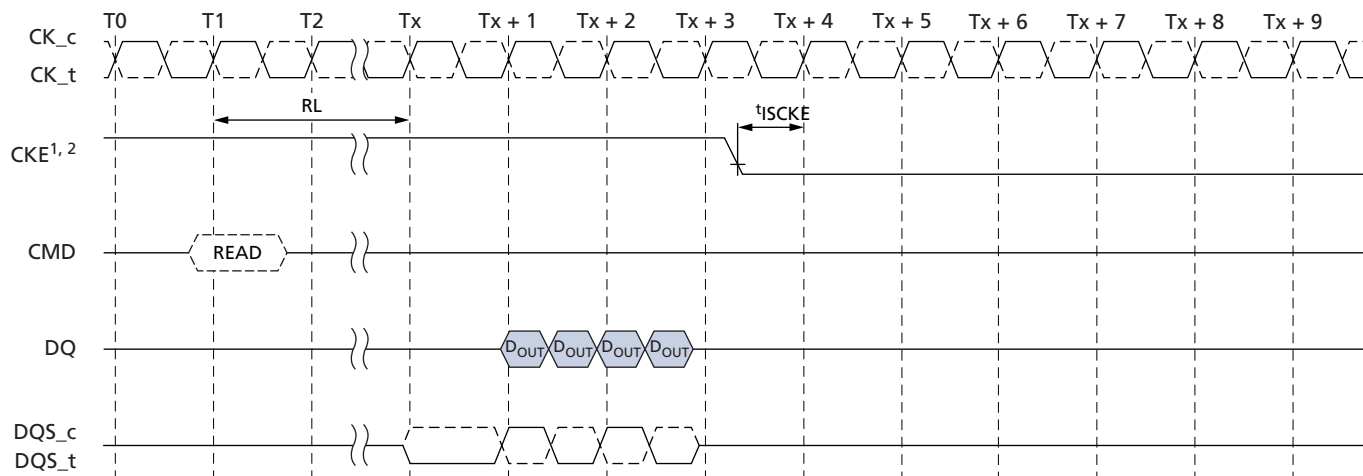 T0 T1 T2 Tx Tx + 1 Tx + 2 Tx + 3 Tx + 4 Tx + 5 Tx + 6 Tx + 7 Tx + 8 Tx + 9
CK_c
CK_t
RL
tISCKE
CKE1, 2
CMD READ
DQ DOUT DOUT DOUT DOUT
DQS_c
DQS_t